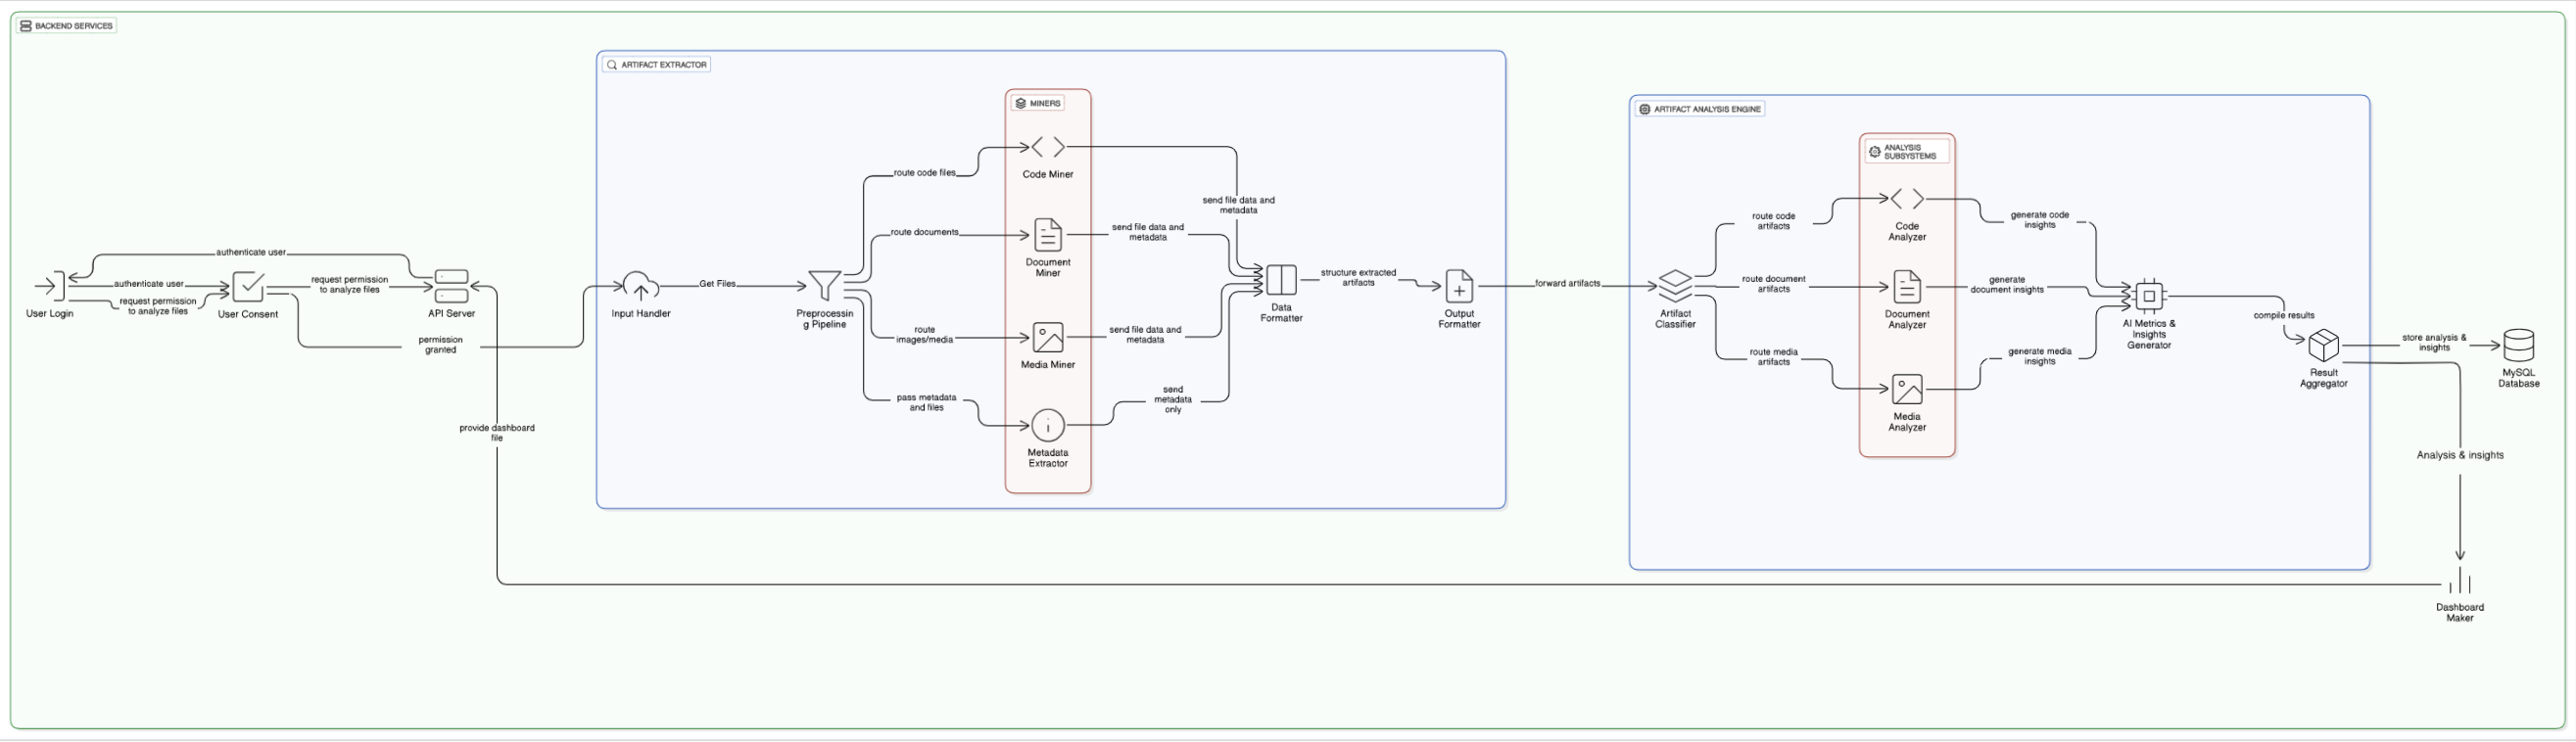 BACKEND SERVICES
ARTIFACT EXTRACTOR
MINERS
ARTIFACT ANALYSIS ENGINE
ANALYSIS
SUBSYSTEMS
authenticate user
authenticate user
request permission
to analyze files
request permission
to analyze files
User Login
User Consent
API Server
permission
granted
provide dashboard
file
Input Handler
Get Files
Preprocessin
g Pipeline
route code files
route documents
route
images/media
pass metadata
and files
Code Miner
Document
Miner
Media Miner
Metadata
Extractor
send file data and
metadata
send file data and
metadata
send file data and
metadata
send
metadata
only
Data
Formatter
structure extracted
artifacts
Output
Formatter
forward artifacts
Artifact
Classifier
route code
artifacts
route document
artifacts
route media
artifacts
Code
Analyzer
Document
Analyzer
Media
Analyzer
generate code
insights
generate
document insights
generate media
insights
AI Metrics &
Insights
Generator
compile results
Result
Aggregator
store analysis &
insights
MySQL
Database
Analysis & insights
Dashboard
Maker